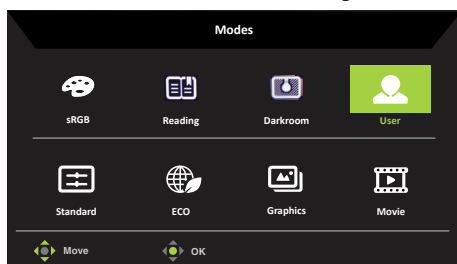 Modes
sRGB Reading Darkroom User
Standard ECO Graphics Movie
Move OK